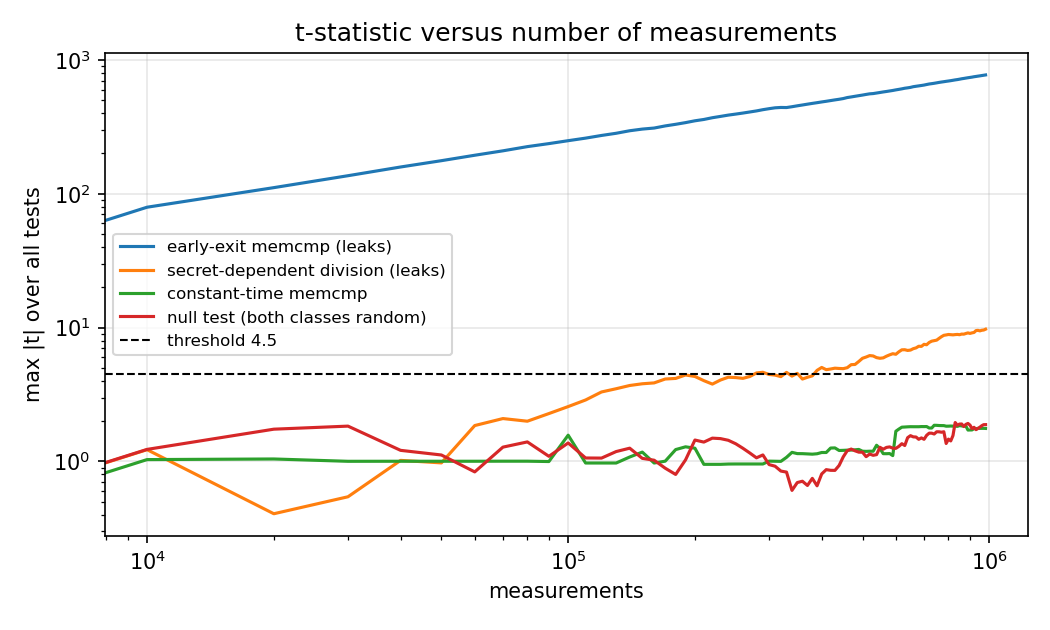 t-statistic versus number of measurements
max |t| over all tests
10³
10²
10¹
10⁰
early-exit memcmp (leaks)
secret-dependent division (leaks)
constant-time memcmp
null test (both classes random)
threshold 4.5
10⁴
10⁵
10⁶
measurements